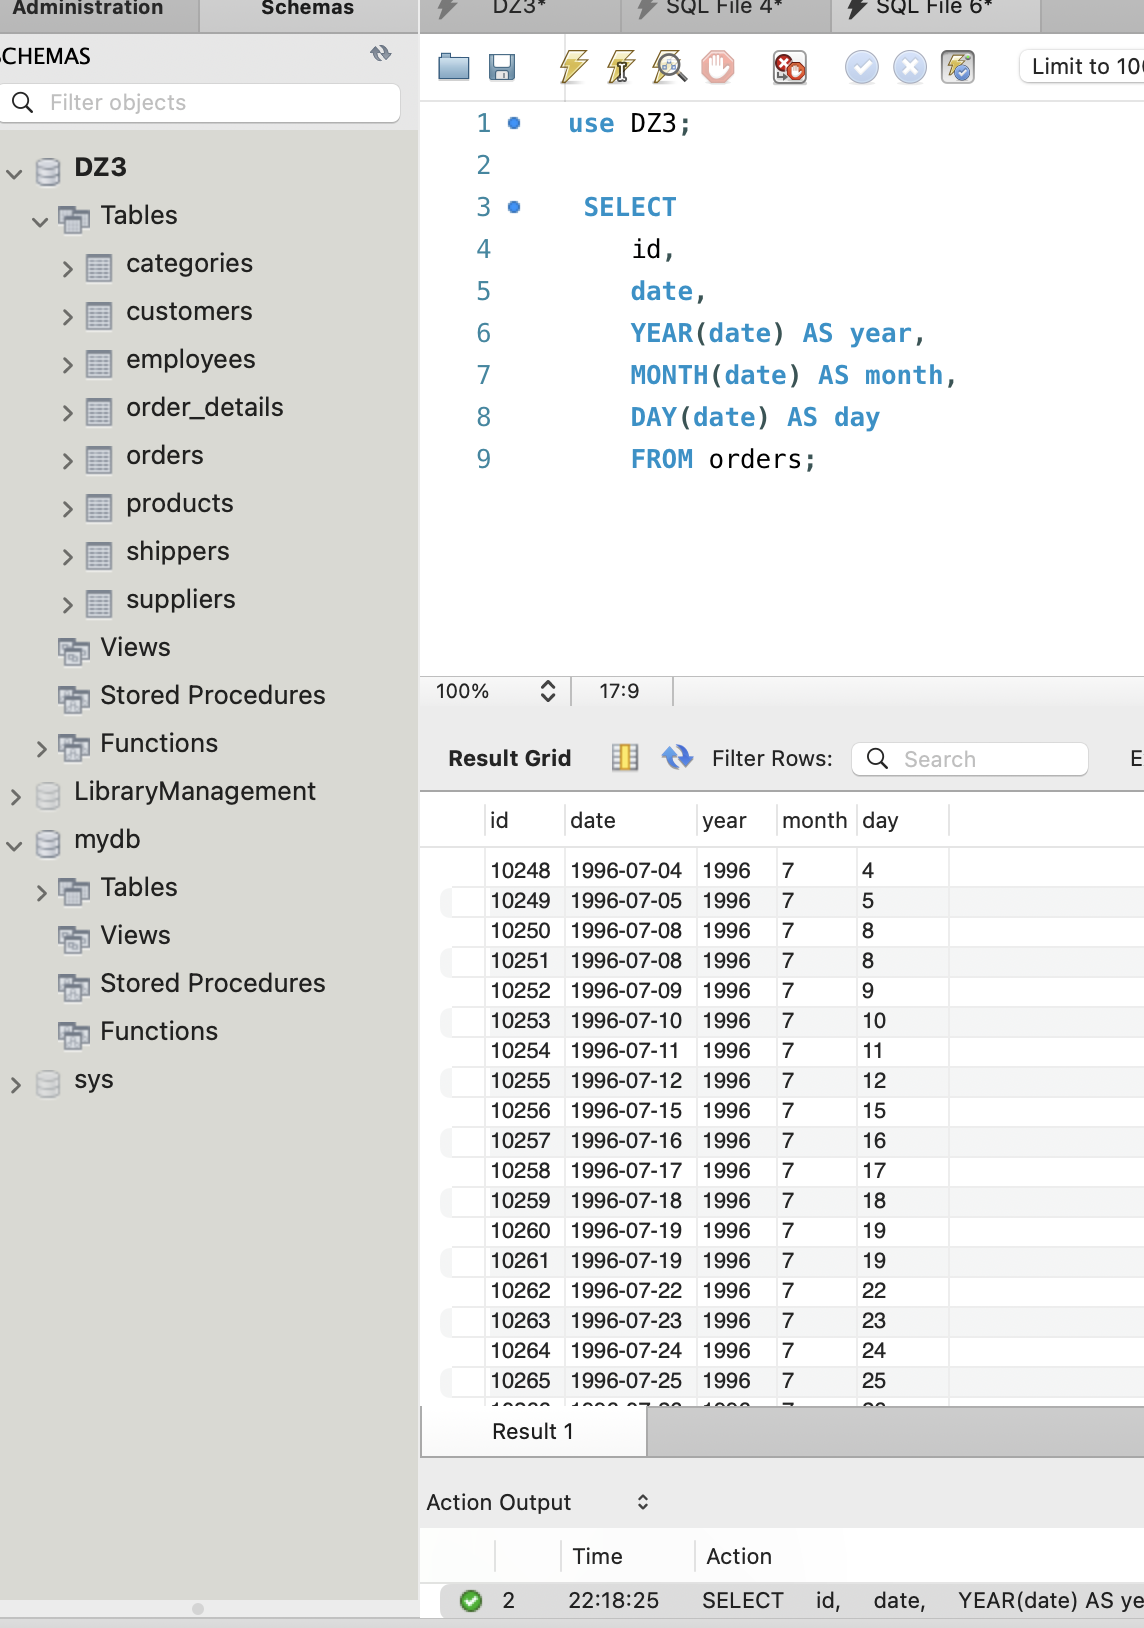 Administration Schemas
SCHEMAS
Filter objects
DZ3
Tables
categories
customers
employees
order_details
orders
products
shippers
suppliers
Views
Stored Procedures
Functions
LibraryManagement
mydb
Tables
Views
Stored Procedures
Functions
sys
DZ3* SQL File 4* SQL File 6*
Limit to 100
1 use DZ3;
2
3 SELECT
4 id,
5 date,
6 YEAR(date) AS year,
7 MONTH(date) AS month,
8 DAY(date) AS day
9 FROM orders;
100% 17:9
Result Grid Filter Rows: Search E
id date year month day
10248 1996-07-04 1996 7 4
10249 1996-07-05 1996 7 5
10250 1996-07-08 1996 7 8
10251 1996-07-08 1996 7 8
10252 1996-07-09 1996 7 9
10253 1996-07-10 1996 7 10
10254 1996-07-11 1996 7 11
10255 1996-07-12 1996 7 12
10256 1996-07-15 1996 7 15
10257 1996-07-16 1996 7 16
10258 1996-07-17 1996 7 17
10259 1996-07-18 1996 7 18
10260 1996-07-19 1996 7 19
10261 1996-07-19 1996 7 19
10262 1996-07-22 1996 7 22
10263 1996-07-23 1996 7 23
10264 1996-07-24 1996 7 24
10265 1996-07-25 1996 7 25
Result 1
Action Output
Time Action
2 22:18:25 SELECT id, date, YEAR(date) AS ye